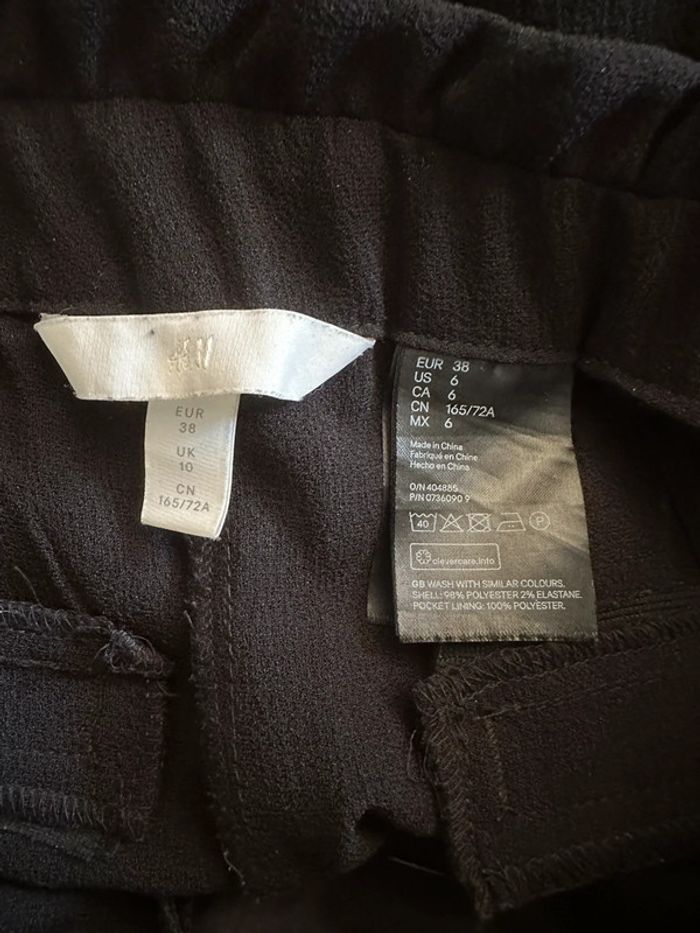 H&M
EUR
38
UK
10
CN
165/72A
EUR 38
US 6
CA 6
CN 165/72A
MX 6
Made in China
Fabriqué en Chine
Hecho en China
O/N 404885
P/N 0736090 9
40
P
clevercare.info
GB WASH WITH SIMILAR COLOURS.
SHELL: 98% POLYESTER 2% ELASTANE.
POCKET LINING: 100% POLYESTER.